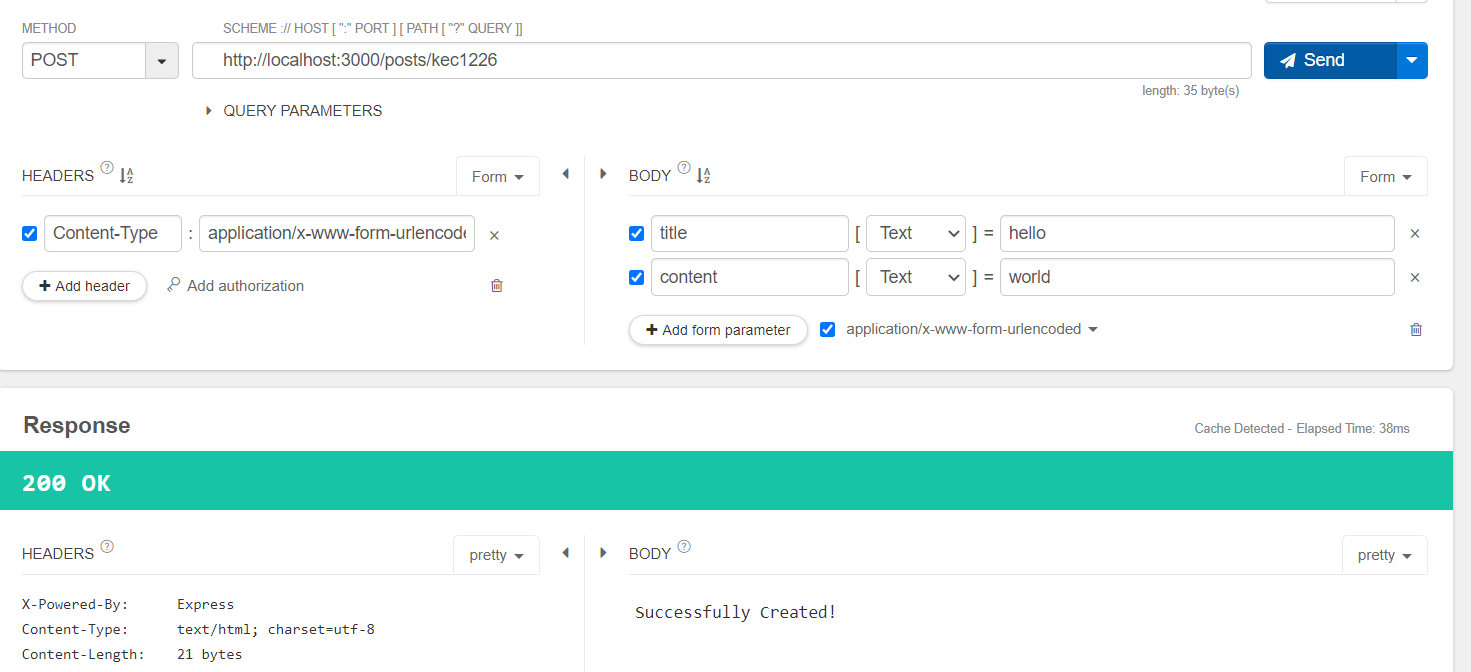 METHOD
SCHEME :// HOST [ ":" PORT ] [ PATH [ "?" QUERY ]]
POST
http://localhost:3000/posts/kec1226
Send
length: 35 byte(s)
QUERY PARAMETERS
HEADERS ? A Z
Form
BODY ? A Z
Form
Content-Type : application/x-www-form-urlencode ×
title [ Text ] = hello ×
content [ Text ] = world ×
+ Add header
Add authorization
+ Add form parameter
application/x-www-form-urlencoded
Response
Cache Detected - Elapsed Time: 38ms
200 OK
HEADERS ?
pretty
BODY ?
pretty
X-Powered-By: Express
Content-Type: text/html; charset=utf-8
Content-Length: 21 bytes
Successfully Created!